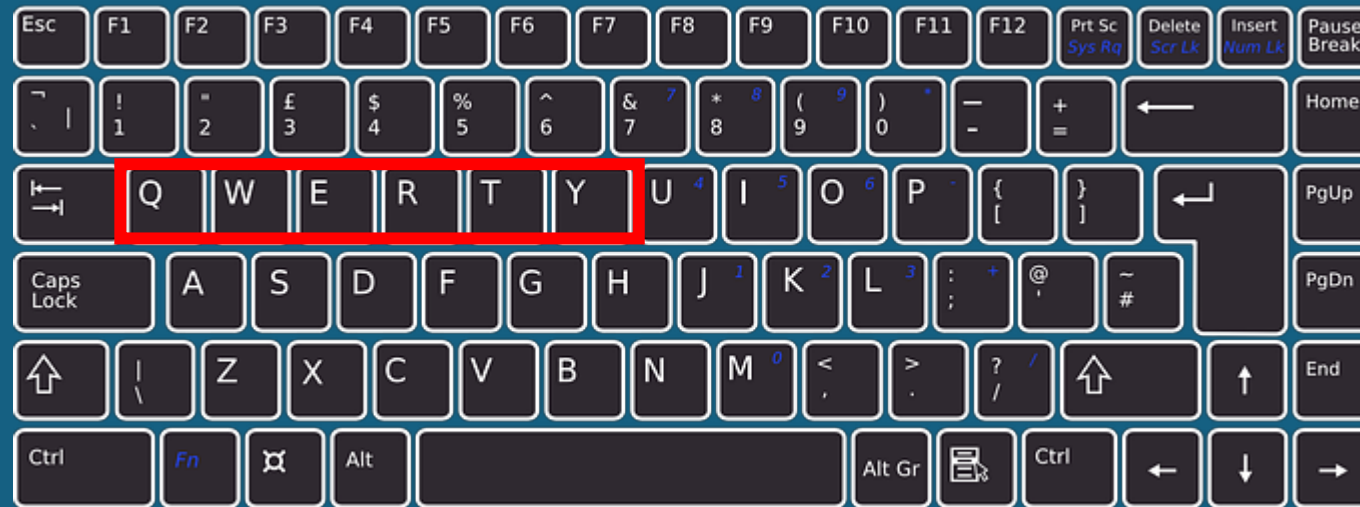 Esc F1 F2 F3 F4 F5 F6 F7 F8 F9 F10 F11 F12 Prt Sc Delete Insert Pause
Sys Rq Scr Lk Num Lk Break
¬ ! " £ $ % ^ & 7 * 8 ( 9 ) * _ +
` | 1 2 3 4 5 6 7 8 9 0 - = Home
Q W E R T Y U 4 I 5 O 6 P - { } PgUp
[ ]
Caps A S D F G H J 1 K 2 L 3 : + @ ~ PgDn
Lock ; ' #
| Z X C V B N M 0 < > ? / End
\ , . /
Ctrl Fn Alt Alt Gr Ctrl